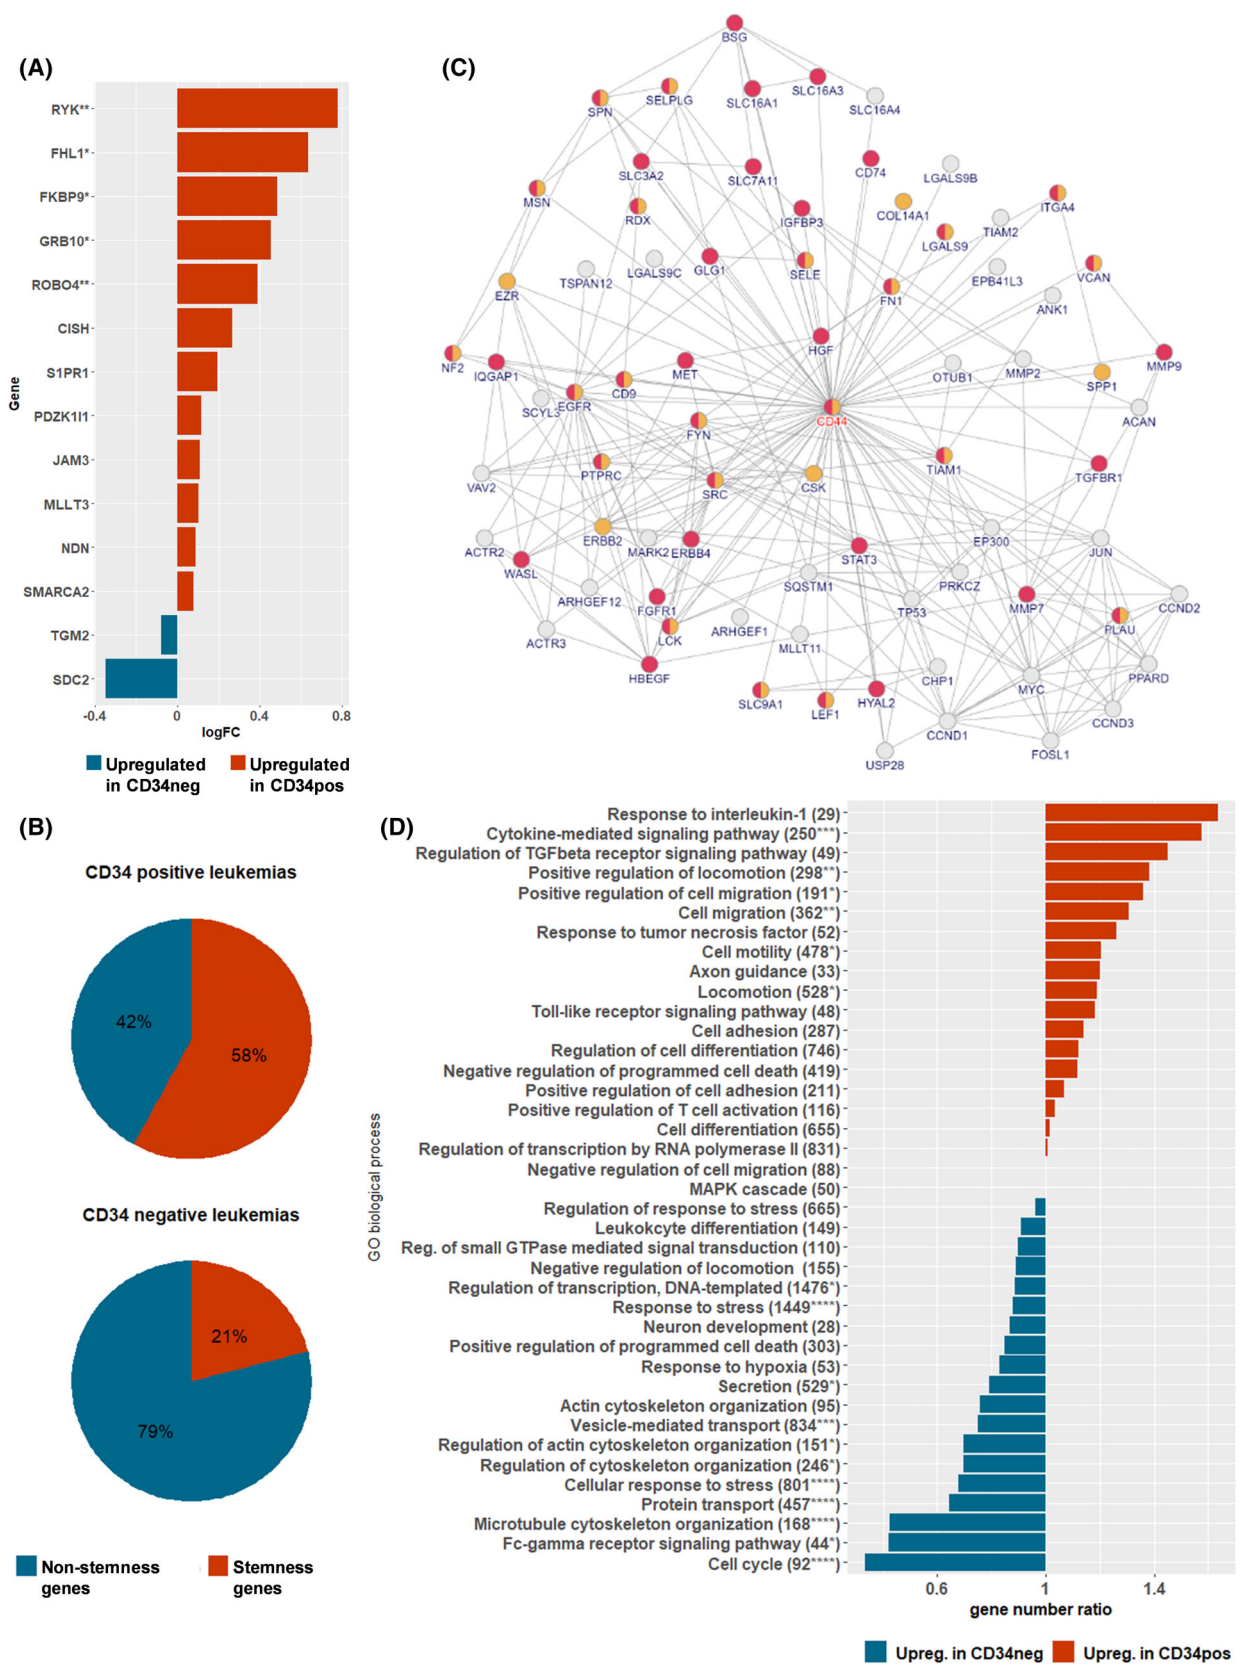 (A)
RYK**
FHL1*
FKBP9*
GRB10*
ROBO4**
CISH
S1PR1
PDZK1I1
JAM3
MLLT3
NDN
SMARCA2
TGM2
SDC2
Gene
-0.4 0 0.4 0.8
logFC
Upregulated in CD34neg
Upregulated in CD34pos
(C)
BSG
SPN
SELPLG
SLC16A1
SLC16A3
SLC16A4
SLC3A2
SLC7A11
CD74
LGALS9B
MSN
RDX
IGFBP3
COL14A1
ITGA4
LGALS9
TIAM2
EZR
TSPAN12
LGALS9C
GLG1
SELE
FN1
EPB41L3
VCAN
ANK1
NF2
IQGAP1
MET
HGF
OTUB1
MMP2
SPP1
MMP9
SCYL3
EGFR
CD9
CD44
ACAN
FYN
VAV2
PTPRC
SRC
CSK
TIAM1
TGFBR1
ACTR2
ERBB2
MARK2
ERBB4
STAT3
EP300
JUN
WASL
ARHGEF12
FGFR1
SQSTM1
PRKCZ
TP53
MMP7
CCND2
ACTR3
LCK
ARHGEF1
MLLT11
PLAU
HBEGF
CHP1
MYC
PPARD
SLC9A1
LEF1
HYAL2
CCND1
CCND3
USP28
FOSL1
(B)
CD34 positive leukemias
42%
58%
CD34 negative leukemias
21%
79%
Non-stemness genes
Stemness genes
(D)
Response to interleukin-1 (29)
Cytokine-mediated signaling pathway (250***)
Regulation of TGFbeta receptor signaling pathway (49)
Positive regulation of locomotion (298**)
Positive regulation of cell migration (191*)
Cell migration (362**)
Response to tumor necrosis factor (52)
Cell motility (478*)
Axon guidance (33)
Locomotion (528*)
Toll-like receptor signaling pathway (48)
Cell adhesion (287)
Regulation of cell differentiation (746)
Negative regulation of programmed cell death (419)
Positive regulation of cell adhesion (211)
Positive regulation of T cell activation (116)
Cell differentiation (655)
Regulation of transcription by RNA polymerase II (831)
Negative regulation of cell migration (88)
MAPK cascade (50)
Regulation of response to stress (665)
Leukokcyte differentiation (149)
Reg. of small GTPase mediated signal transduction (110)
Negative regulation of locomotion (155)
Regulation of transcription, DNA-templated (1476*)
Response to stress (1449****)
Neuron development (28)
Positive regulation of programmed cell death (303)
Response to hypoxia (53)
Secretion (529*)
Actin cytoskeleton organization (95)
Vesicle-mediated transport (834***)
Regulation of actin cytoskeleton organization (151*)
Regulation of cytoskeleton organization (246*)
Cellular response to stress (801****)
Protein transport (457****)
Microtubule cytoskeleton organization (168****)
Fc-gamma receptor signaling pathway (44*)
Cell cycle (92****)
GO biological process
0.6 1 1.4
gene number ratio
Upreg. in CD34neg
Upreg. in CD34pos